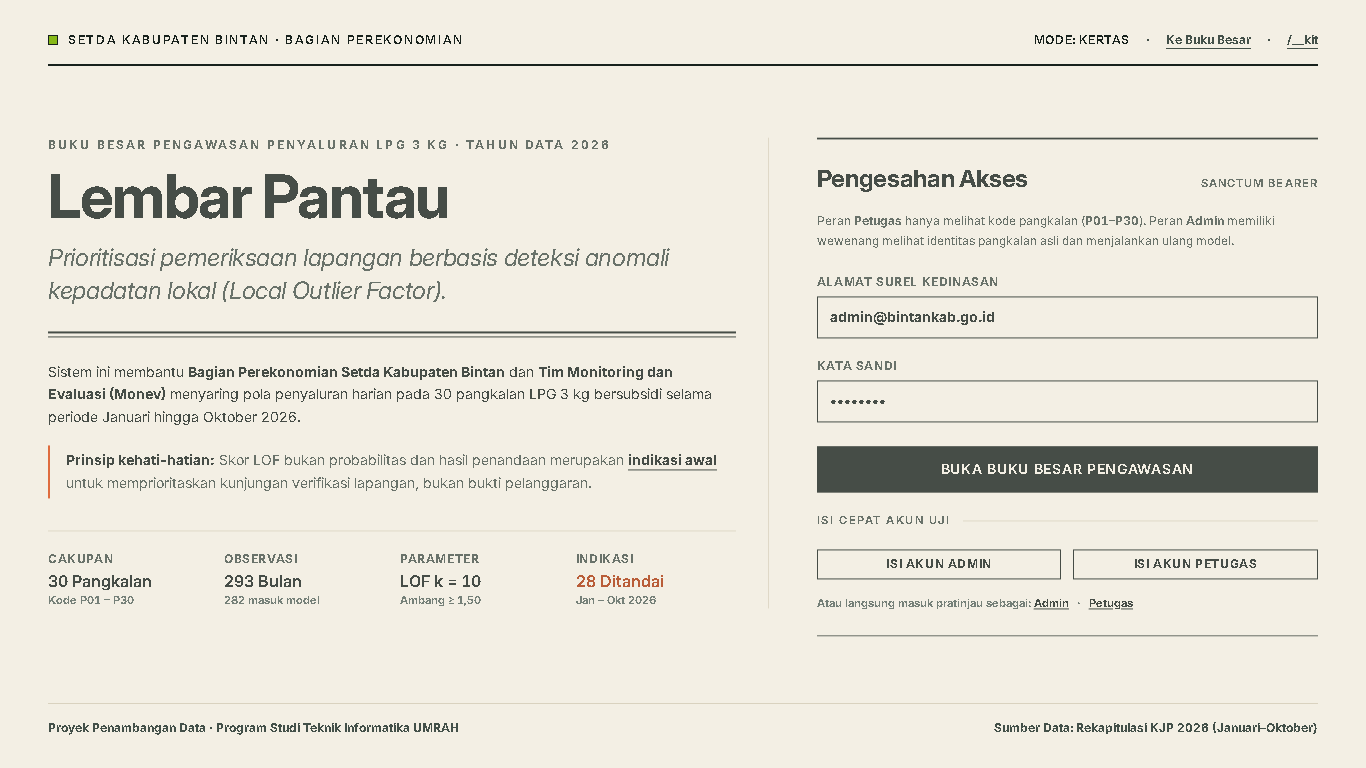 SETDA KABUPATEN BINTAN · BAGIAN PEREKONOMIAN
MODE: KERTAS · Ke Buku Besar · /__kit
BUKU BESAR PENGAWASAN PENYALURAN LPG 3 KG · TAHUN DATA 2026
Lembar Pantau
Prioritisasi pemeriksaan lapangan berbasis deteksi anomali
kepadatan lokal (Local Outlier Factor).
Sistem ini membantu Bagian Perekonomian Setda Kabupaten Bintan dan Tim Monitoring dan
Evaluasi (Monev) menyaring pola penyaluran harian pada 30 pangkalan LPG 3 kg bersubsidi selama
periode Januari hingga Oktober 2026.
Prinsip kehati-hatian: Skor LOF bukan probabilitas dan hasil penandaan merupakan indikasi awal
untuk memprioritaskan kunjungan verifikasi lapangan, bukan bukti pelanggaran.
CAKUPAN
30 Pangkalan
Kode P01 – P30
OBSERVASI
293 Bulan
282 masuk model
PARAMETER
LOF k = 10
Ambang ≥ 1,50
INDIKASI
28 Ditandai
Jan – Okt 2026
Pengesahan Akses
SANCTUM BEARER
Peran Petugas hanya melihat kode pangkalan (P01–P30). Peran Admin memiliki
wewenang melihat identitas pangkalan asli dan menjalankan ulang model.
ALAMAT SUREL KEDINASAN
admin@bintankab.go.id
KATA SANDI
••••••••
BUKA BUKU BESAR PENGAWASAN
ISI CEPAT AKUN UJI
ISI AKUN ADMIN
ISI AKUN PETUGAS
Atau langsung masuk pratinjau sebagai: Admin · Petugas
Proyek Penambangan Data · Program Studi Teknik Informatika UMRAH
Sumber Data: Rekapitulasi KJP 2026 (Januari–Oktober)